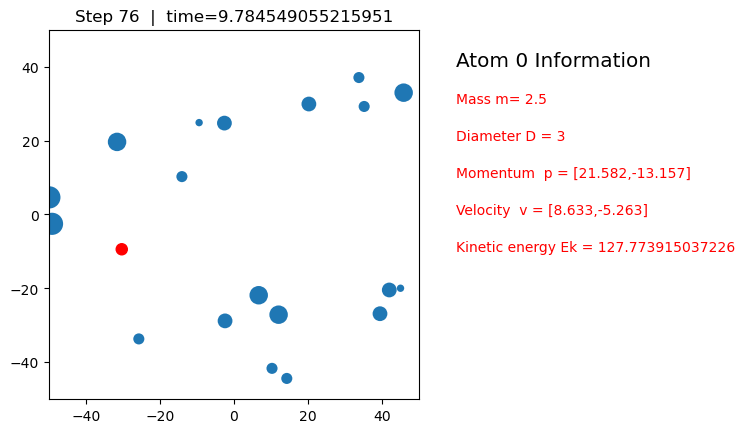 Step 76 | time=9.784549055215951
Atom 0 Information
Mass m= 2.5
Diameter D = 3
Momentum p = [21.582,-13.157]
Velocity v = [8.633,-5.263]
Kinetic energy Ek = 127.773915037226
40
20
0
−20
−40
−40 −20 0 20 40